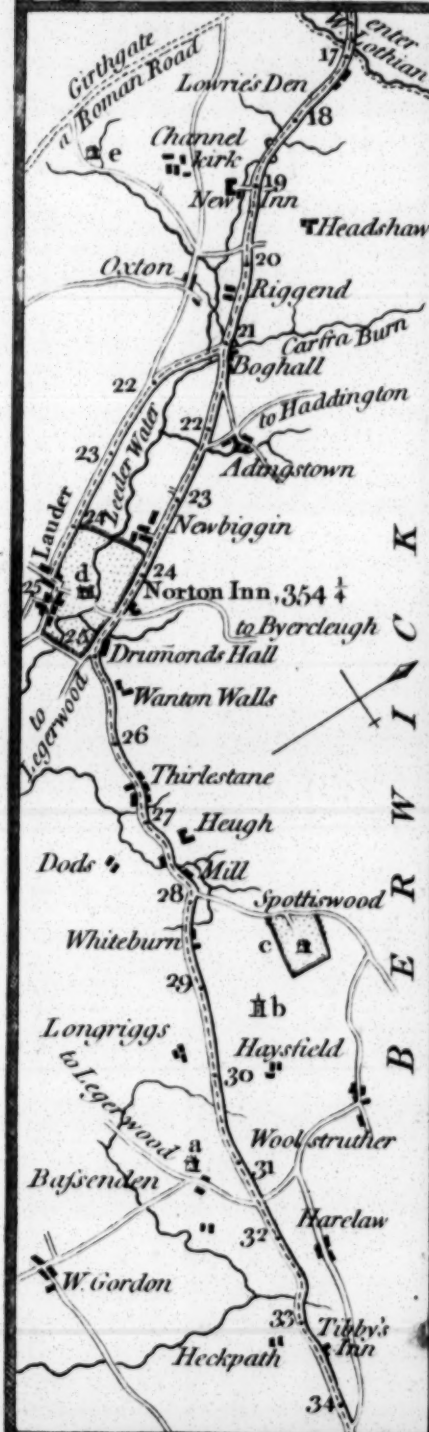 enter
Lothian
17
Girthgate
a Roman Road
Lowrie's Den
18
e
Channel
kirk
19
New Inn
Headshaw
20
Oxton
Riggend
21
Carfra Burn
Boghall
22
22
to Haddington
Leeder Water
Adingstown
23
23
Newbiggin
Lauder
24
24
d
25
Norton Inn, 354 1/4
to Byercleugh
25
Drumonds Hall
to
Legerwood
Wanton Walls
26
Thirlestane
27
Heugh
Dods
Mill
28
Spottiswood
Whiteburn
c
29
b
Longriggs
Haysfield
30
to Legerwood
a
Woolstruther
31
Baſsenden
32
Harelaw
W. Gordon
33
Tibby's
Inn
Heckpath
34
BERWICK